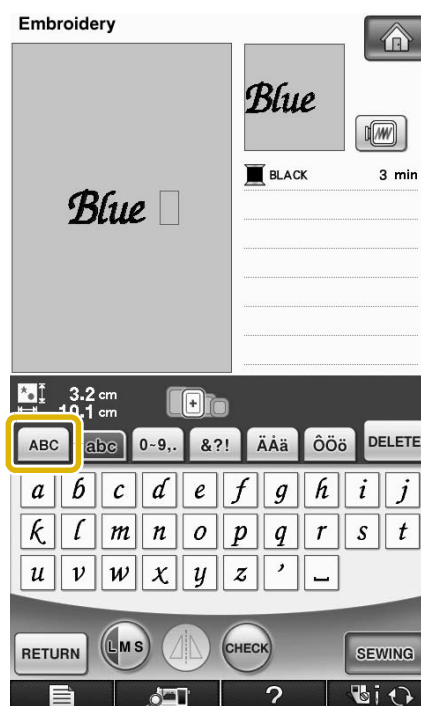 Embroidery
Blue
Blue
BLACK 3 min
3.2 cm
10.1 cm
ABC abc 0~9,. &?! ÄÅä ÔÖö DELETE
a b c d e f g h i j
k l m n o p q r s t
u v w x y z ’ ⎵
RETURN L M S CHECK SEWING
? i